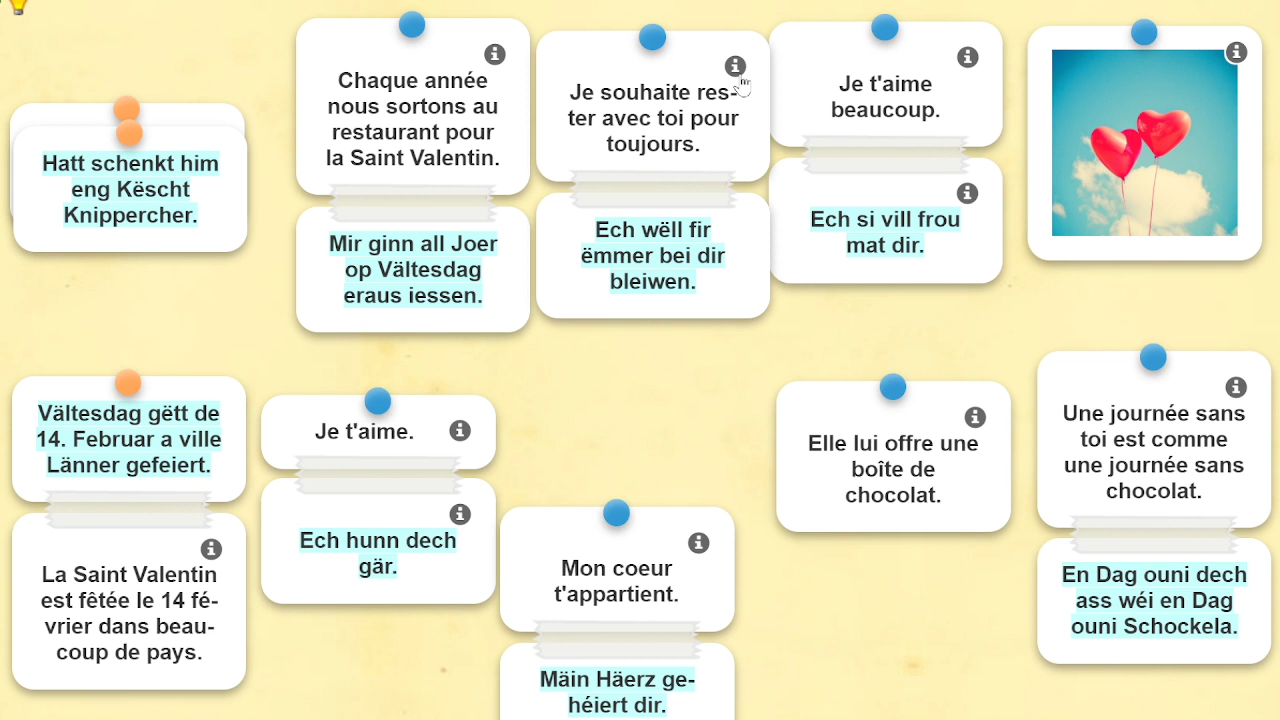 Hatt schenkt him
eng Këscht
Knippercher.
Chaque année
nous sortons au
restaurant pour
la Saint Valentin.
Mir ginn all Joer
op Vältesdag
eraus iessen.
Je souhaite res-
ter avec toi pour
toujours.
Ech wëll fir
ëmmer bei dir
bleiwen.
Je t'aime
beaucoup.
Ech si vill frou
mat dir.
Vältesdag gëtt de
14. Februar a ville
Länner gefeiert.
La Saint Valentin
est fêtée le 14 fé-
vrier dans beau-
coup de pays.
Je t'aime.
Ech hunn dech
gär.
Mon coeur
t'appartient.
Mäin Häerz ge-
héiert dir.
Elle lui offre une
boîte de
chocolat.
Une journée sans
toi est comme
une journée sans
chocolat.
En Dag ouni dech
ass wéi en Dag
ouni Schockela.